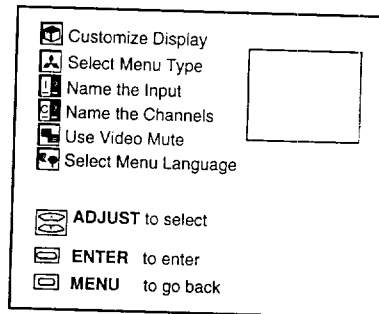 Customize Display
Select Menu Type
Name the Input
Name the Channels
Use Video Mute
Select Menu Language
ADJUST to select
ENTER to enter
MENU to go back